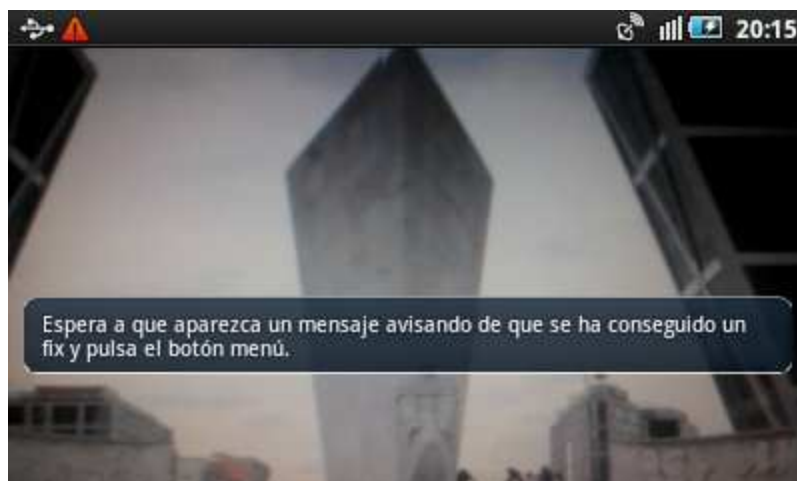 20:15
Espera a que aparezca un mensaje avisando de que se ha conseguido un
fix y pulsa el botón menú.